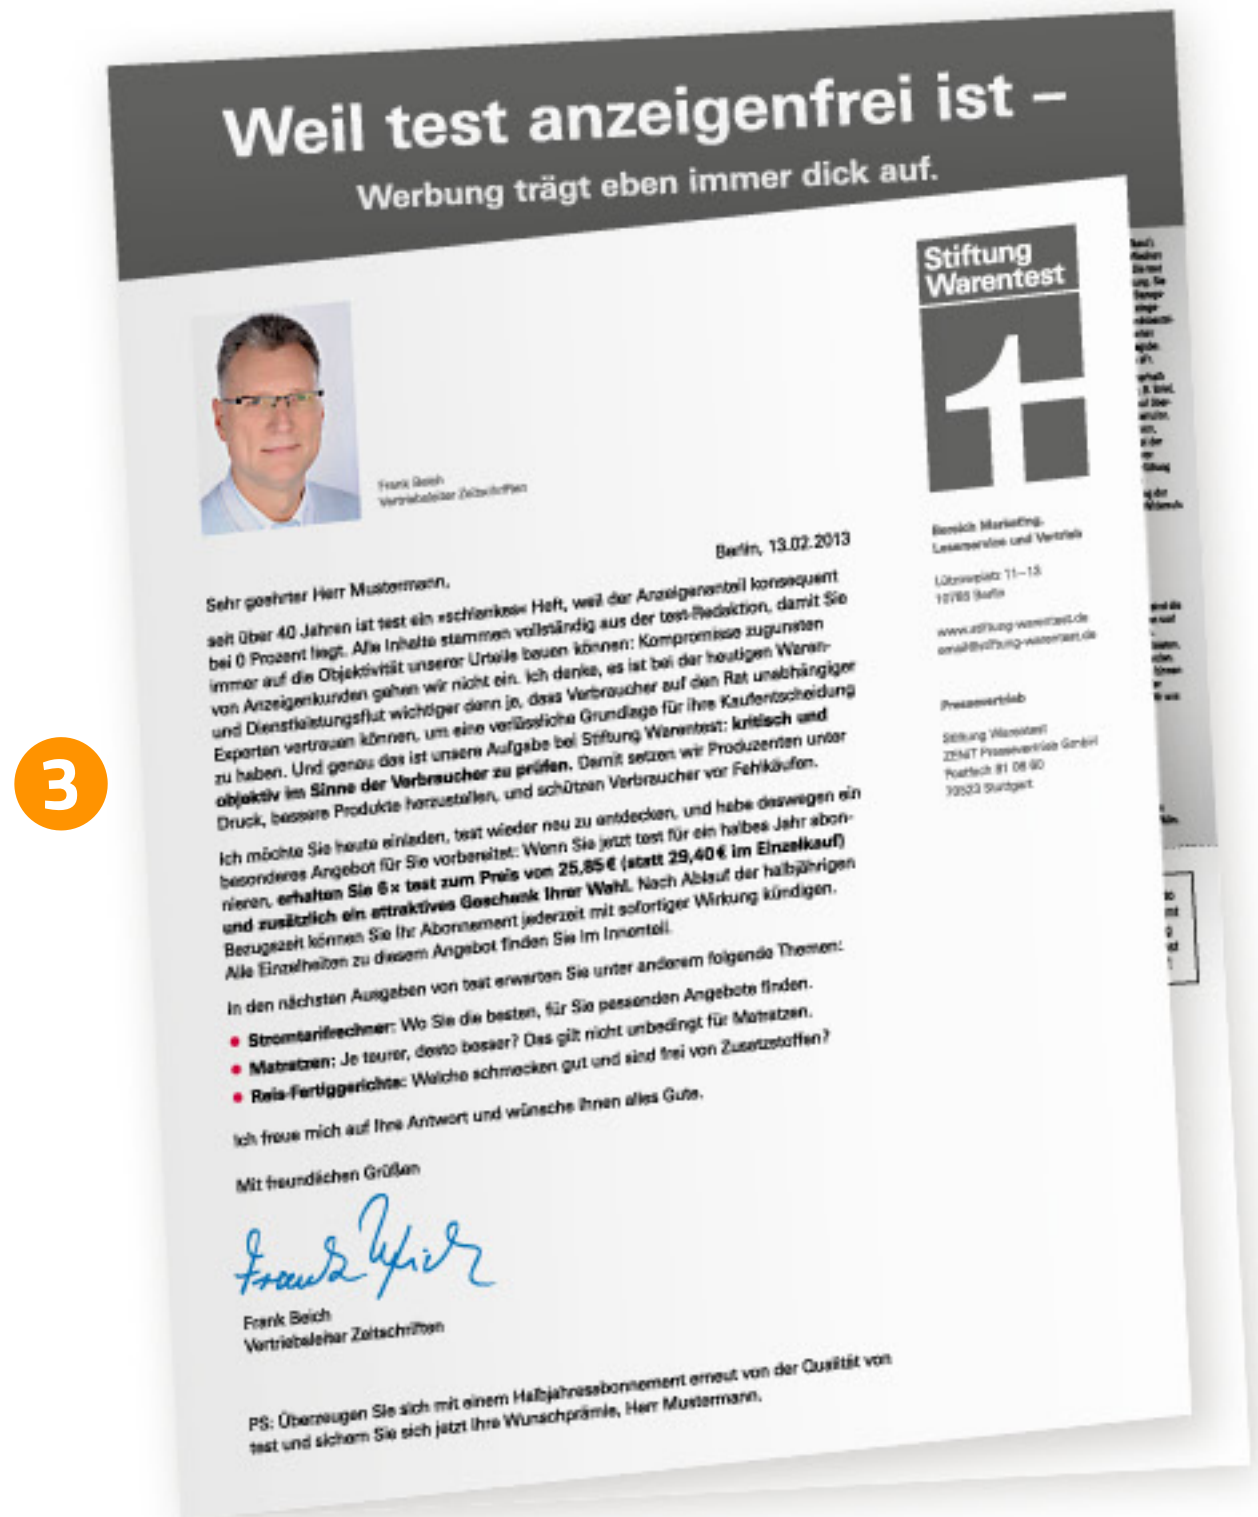 Weil test anzeigenfrei ist –
Werbung trägt eben immer dick auf.
Stiftung
Warentest
Frank Beich
Vertriebsleiter Zeitschriften
Bereich Marketing,
Leserservice und Vertrieb
Lützowplatz 11–13
10785 Berlin
www.stiftung-warentest.de
email@stiftung-warentest.de
Pressevertrieb
Stiftung Warentest
ZENIT Pressevertrieb GmbH
Postfach 81 06 60
70523 Stuttgart
Berlin, 13.02.2013
Sehr geehrter Herr Mustermann,
seit über 40 Jahren ist test ein »schlankes« Heft, weil der Anzeigenanteil konsequent
bei 0 Prozent liegt. Alle Inhalte stammen vollständig aus der test-Redaktion, damit Sie
immer auf die Objektivität unserer Urteile bauen können: Kompromisse zugunsten
von Anzeigenkunden gehen wir nicht ein. Ich denke, es ist bei der heutigen Waren-
und Dienstleistungsflut wichtiger denn je, dass Verbraucher auf den Rat unabhängiger
Experten vertrauen können, um eine verlässliche Grundlage für ihre Kaufentscheidung
zu haben. Und genau das ist unsere Aufgabe bei Stiftung Warentest: kritisch und
objektiv im Sinne der Verbraucher zu prüfen. Damit setzen wir Produzenten unter
Druck, bessere Produkte herzustellen, und schützen Verbraucher vor Fehlkäufen.
Ich möchte Sie heute einladen, test wieder neu zu entdecken, und habe deswegen ein
besonderes Angebot für Sie vorbereitet: Wenn Sie jetzt test für ein halbes Jahr abon-
nieren, erhalten Sie 6 x test zum Preis von 25,85 € (statt 29,40 € im Einzelkauf)
und zusätzlich ein attraktives Geschenk Ihrer Wahl. Nach Ablauf der halbjährigen
Bezugszeit können Sie Ihr Abonnement jederzeit mit sofortiger Wirkung kündigen.
Alle Einzelheiten zu diesem Angebot finden Sie im Innenteil.
In den nächsten Ausgaben von test erwarten Sie unter anderem folgende Themen:
• Stromtarifrechner: Wo Sie die besten, für Sie passenden Angebote finden.
• Matratzen: Je teurer, desto besser? Das gilt nicht unbedingt für Matratzen.
• Reis-Fertiggerichte: Welche schmecken gut und sind frei von Zusatzstoffen?
Ich freue mich auf Ihre Antwort und wünsche Ihnen alles Gute.
Mit freundlichen Grüßen
Frank Beich
Frank Beich
Vertriebsleiter Zeitschriften
PS: Überzeugen Sie sich mit einem Halbjahresabonnement erneut von der Qualität von
test und sichern Sie sich jetzt Ihre Wunschprämie, Herr Mustermann.
3